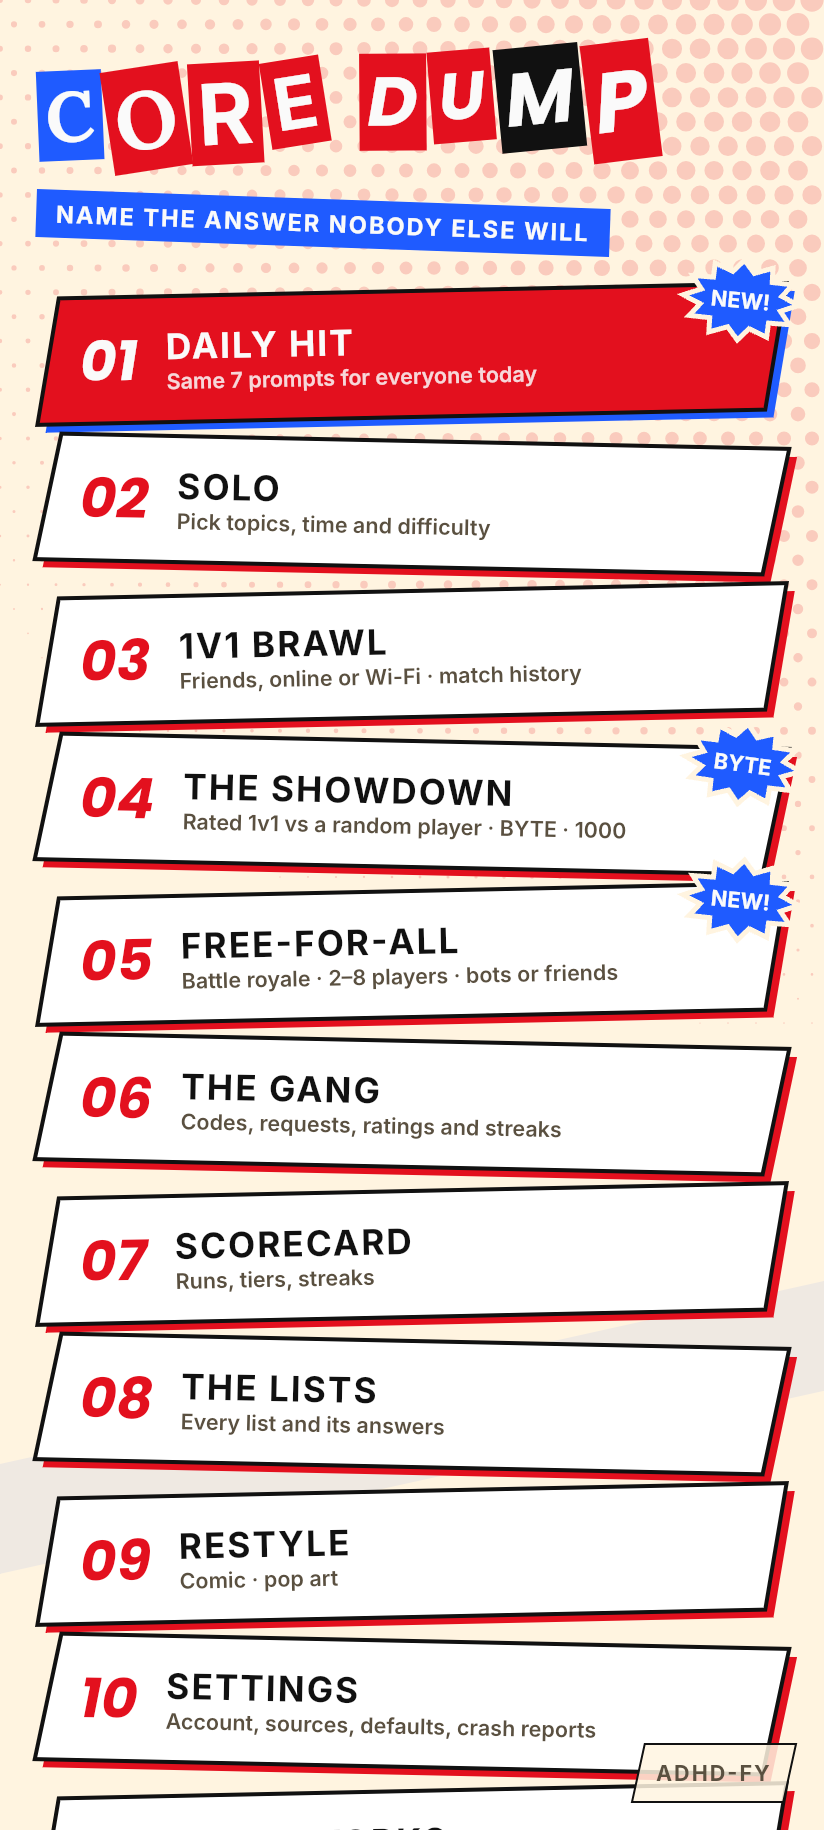 CORE DUMP
NAME THE ANSWER NOBODY ELSE WILL
NEW!
01 DAILY HIT
Same 7 prompts for everyone today
02 SOLO
Pick topics, time and difficulty
03 1V1 BRAWL
Friends, online or Wi-Fi · match history
BYTE
04 THE SHOWDOWN
Rated 1v1 vs a random player · BYTE · 1000
NEW!
05 FREE-FOR-ALL
Battle royale · 2–8 players · bots or friends
06 THE GANG
Codes, requests, ratings and streaks
07 SCORECARD
Runs, tiers, streaks
08 THE LISTS
Every list and its answers
09 RESTYLE
Comic · pop art
10 SETTINGS
Account, sources, defaults, crash reports
ADHD-FY